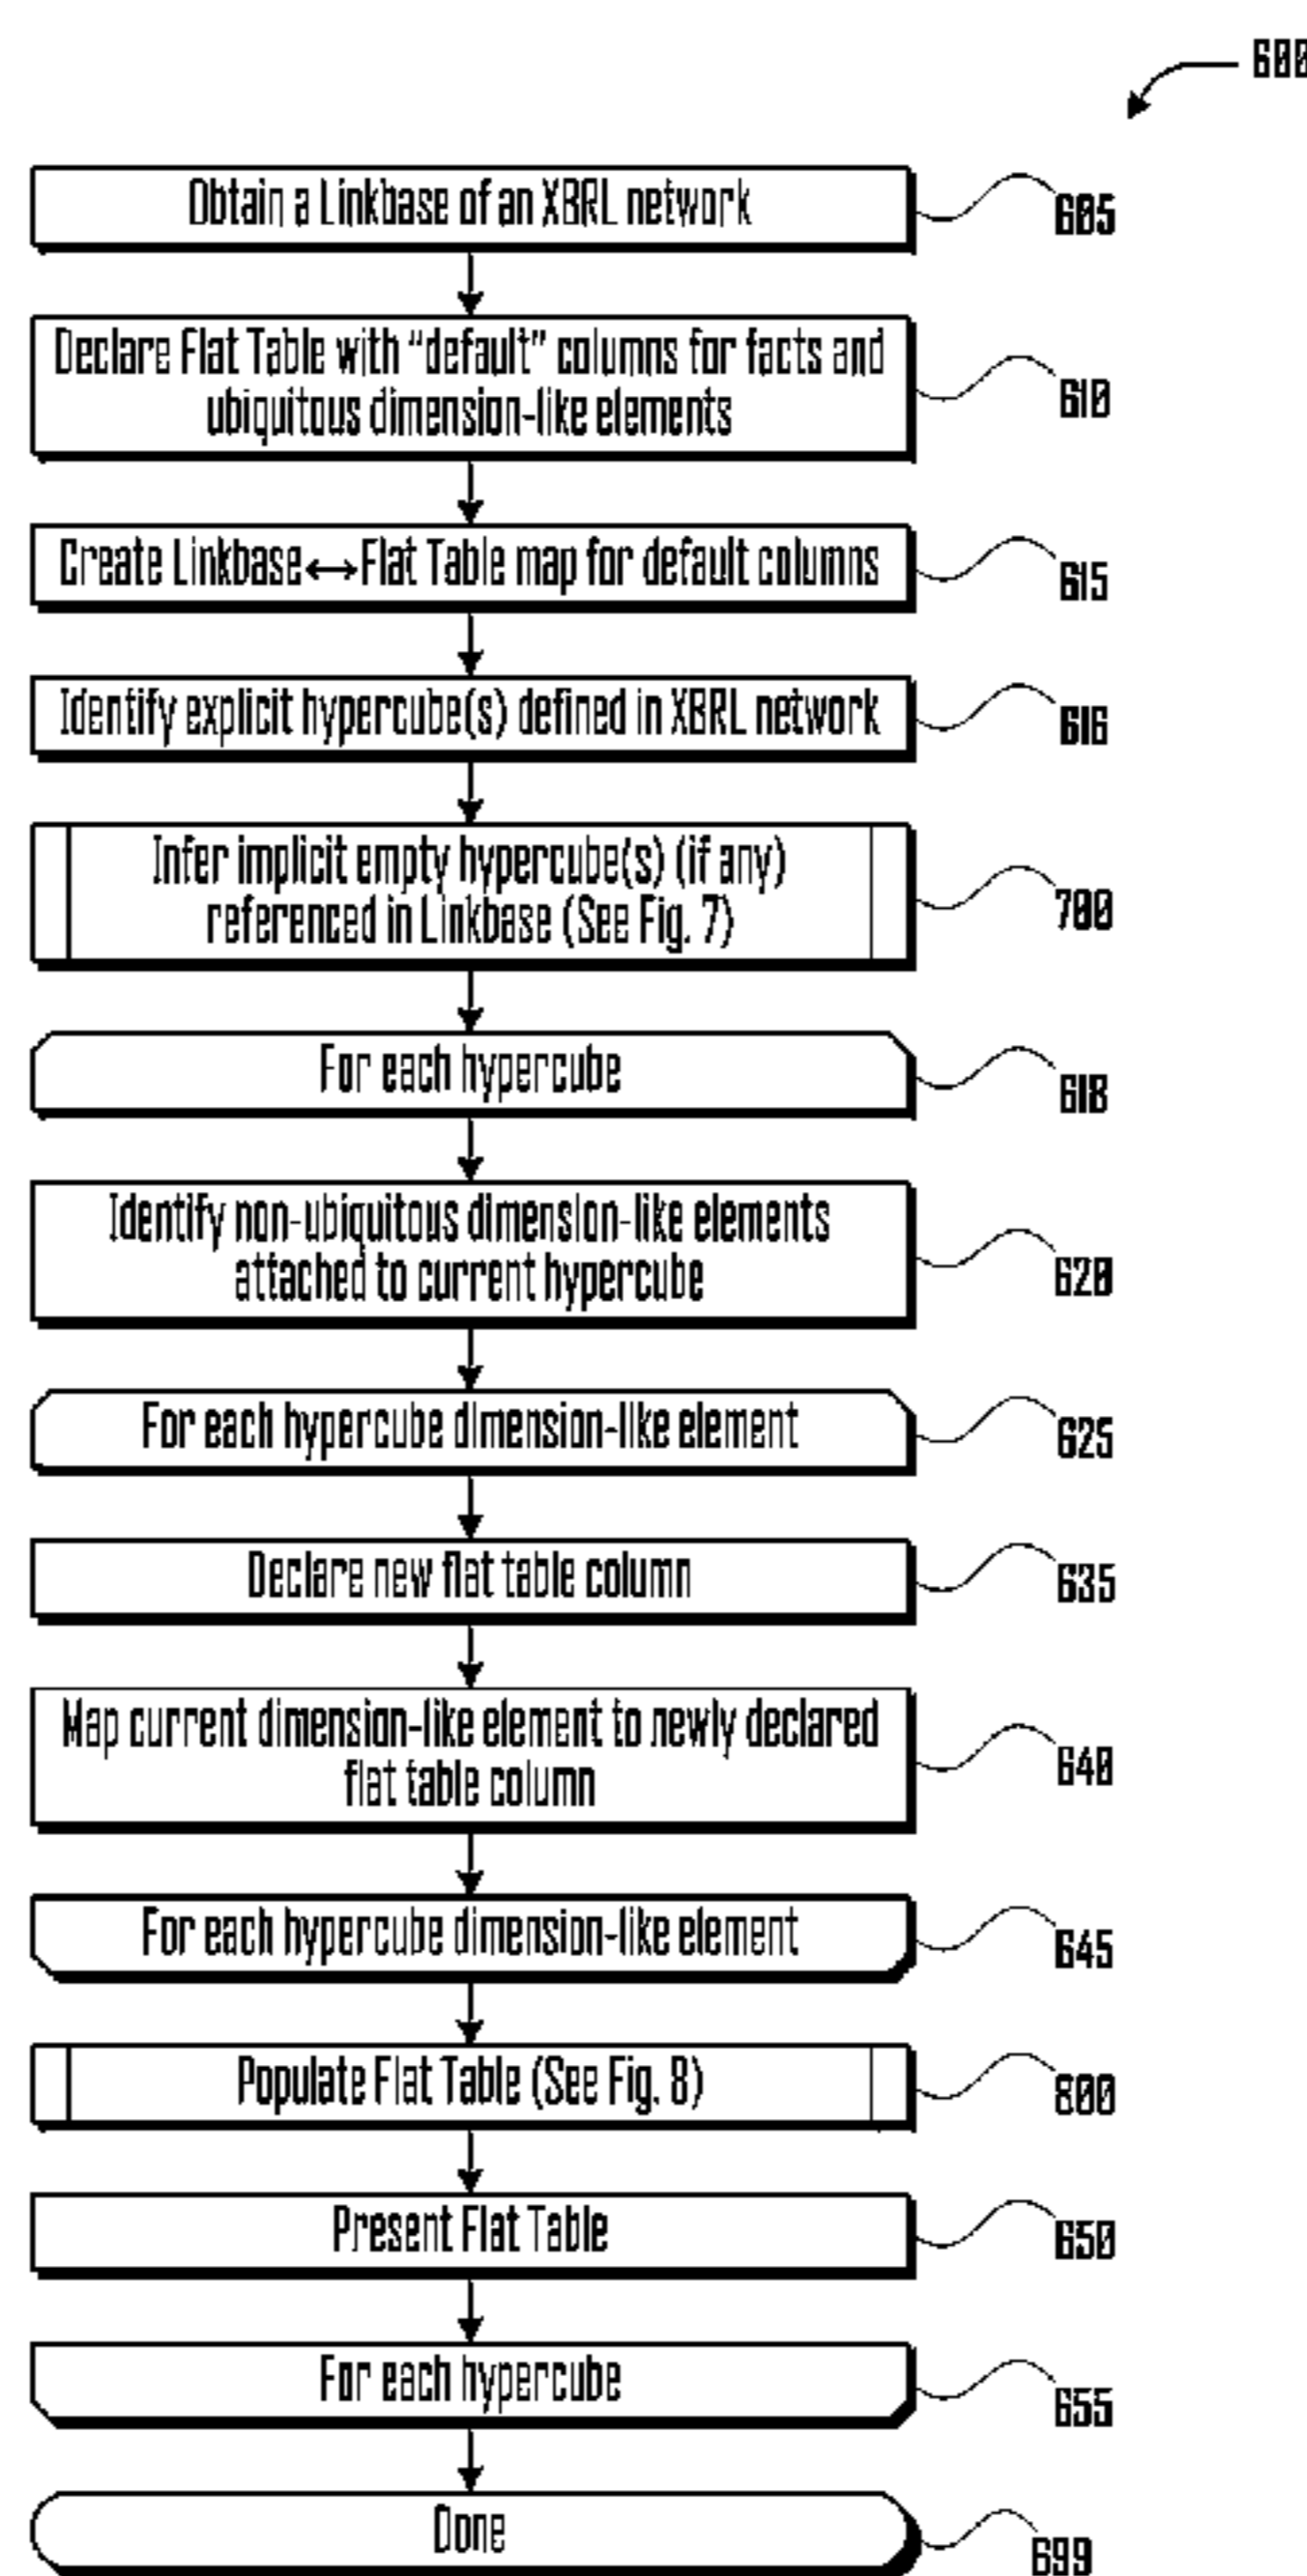 600
Obtain a Linkbase of an XBRL network
605
Declare Flat Table with “default” columns for facts and
ubiquitous dimension-like elements
610
Create Linkbase↔Flat Table map for default columns
615
Identify explicit hypercube(s) defined in XBRL network
616
Infer implicit empty hypercube(s) (if any)
referenced in Linkbase (See Fig. 7)
700
For each hypercube
618
Identify non-ubiquitous dimension-like elements
attached to current hypercube
620
For each hypercube dimension-like element
625
Declare new flat table column
635
Map current dimension-like element to newly declared
flat table column
640
For each hypercube dimension-like element
645
Populate Flat Table (See Fig. 8)
800
Present Flat Table
650
For each hypercube
655
Done
699